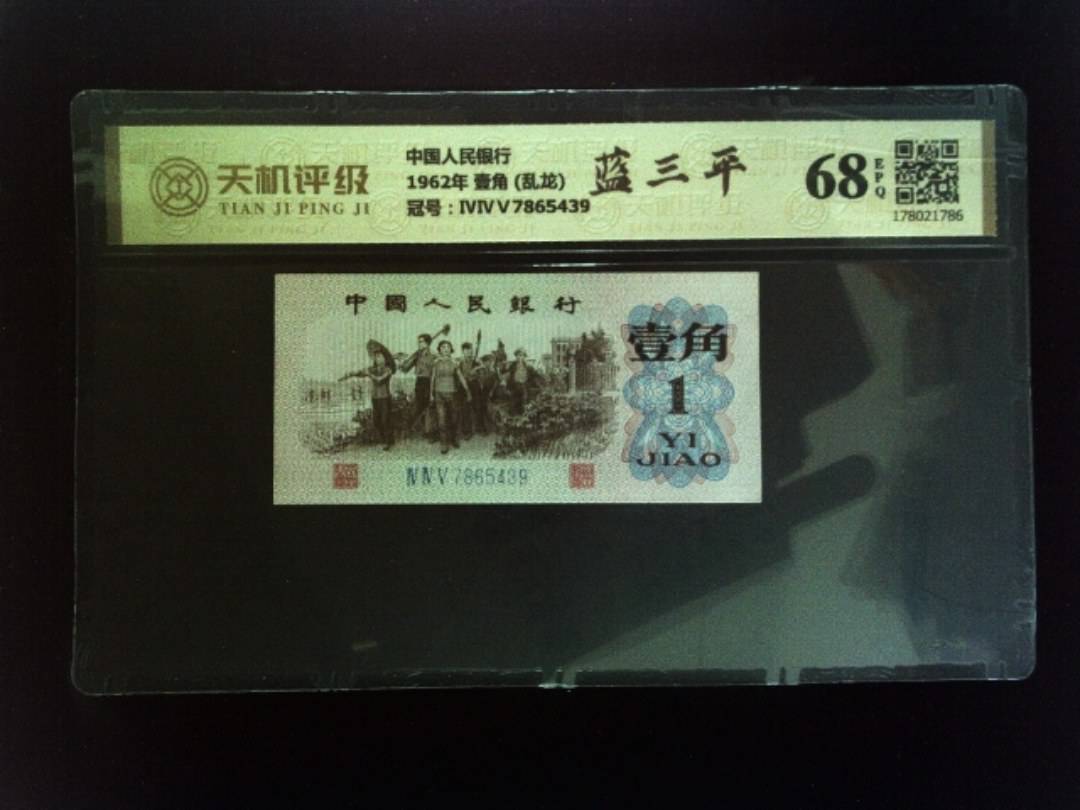 天机评级
TIAN JI PING JI
中国人民银行
1962年 壹角 (乱龙)
冠号：ⅣⅣⅤ7865439
蓝三平
68
EPQ
178021786
中國人民銀行
壹角
1
YI
JIAO
ⅣⅣⅤ7865439